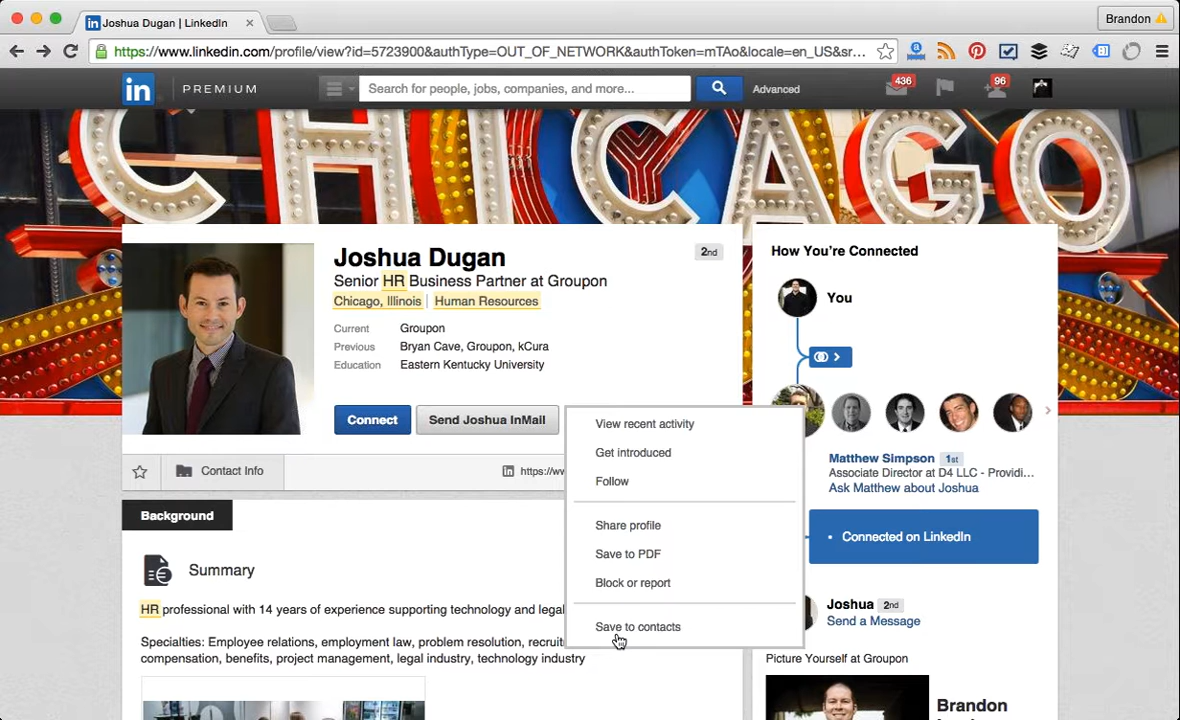 Joshua Dugan | LinkedIn
Brandon
https://www.linkedin.com/profile/view?id=5723900&authType=OUT_OF_NETWORK&authToken=mTAo&locale=en_US&sr...
in PREMIUM
Search for people, jobs, companies, and more...
Advanced
436
96
CHICAGO
Joshua Dugan
2nd
Senior HR Business Partner at Groupon
Chicago, Illinois | Human Resources
Current Groupon
Previous Bryan Cave, Groupon, kCura
Education Eastern Kentucky University
Connect
Send Joshua InMail
View recent activity
Get introduced
Follow
Share profile
Save to PDF
Block or report
Save to contacts
Contact Info
https://ww
Background
Summary
HR professional with 14 years of experience supporting technology and legal
Specialties: Employee relations, employment law, problem resolution, recruit
compensation, benefits, project management, legal industry, technology industry
How You're Connected
You
Matthew Simpson 1st
Associate Director at D4 LLC - Providi...
Ask Matthew about Joshua
• Connected on LinkedIn
Joshua 2nd
Send a Message
Picture Yourself at Groupon
Brandon